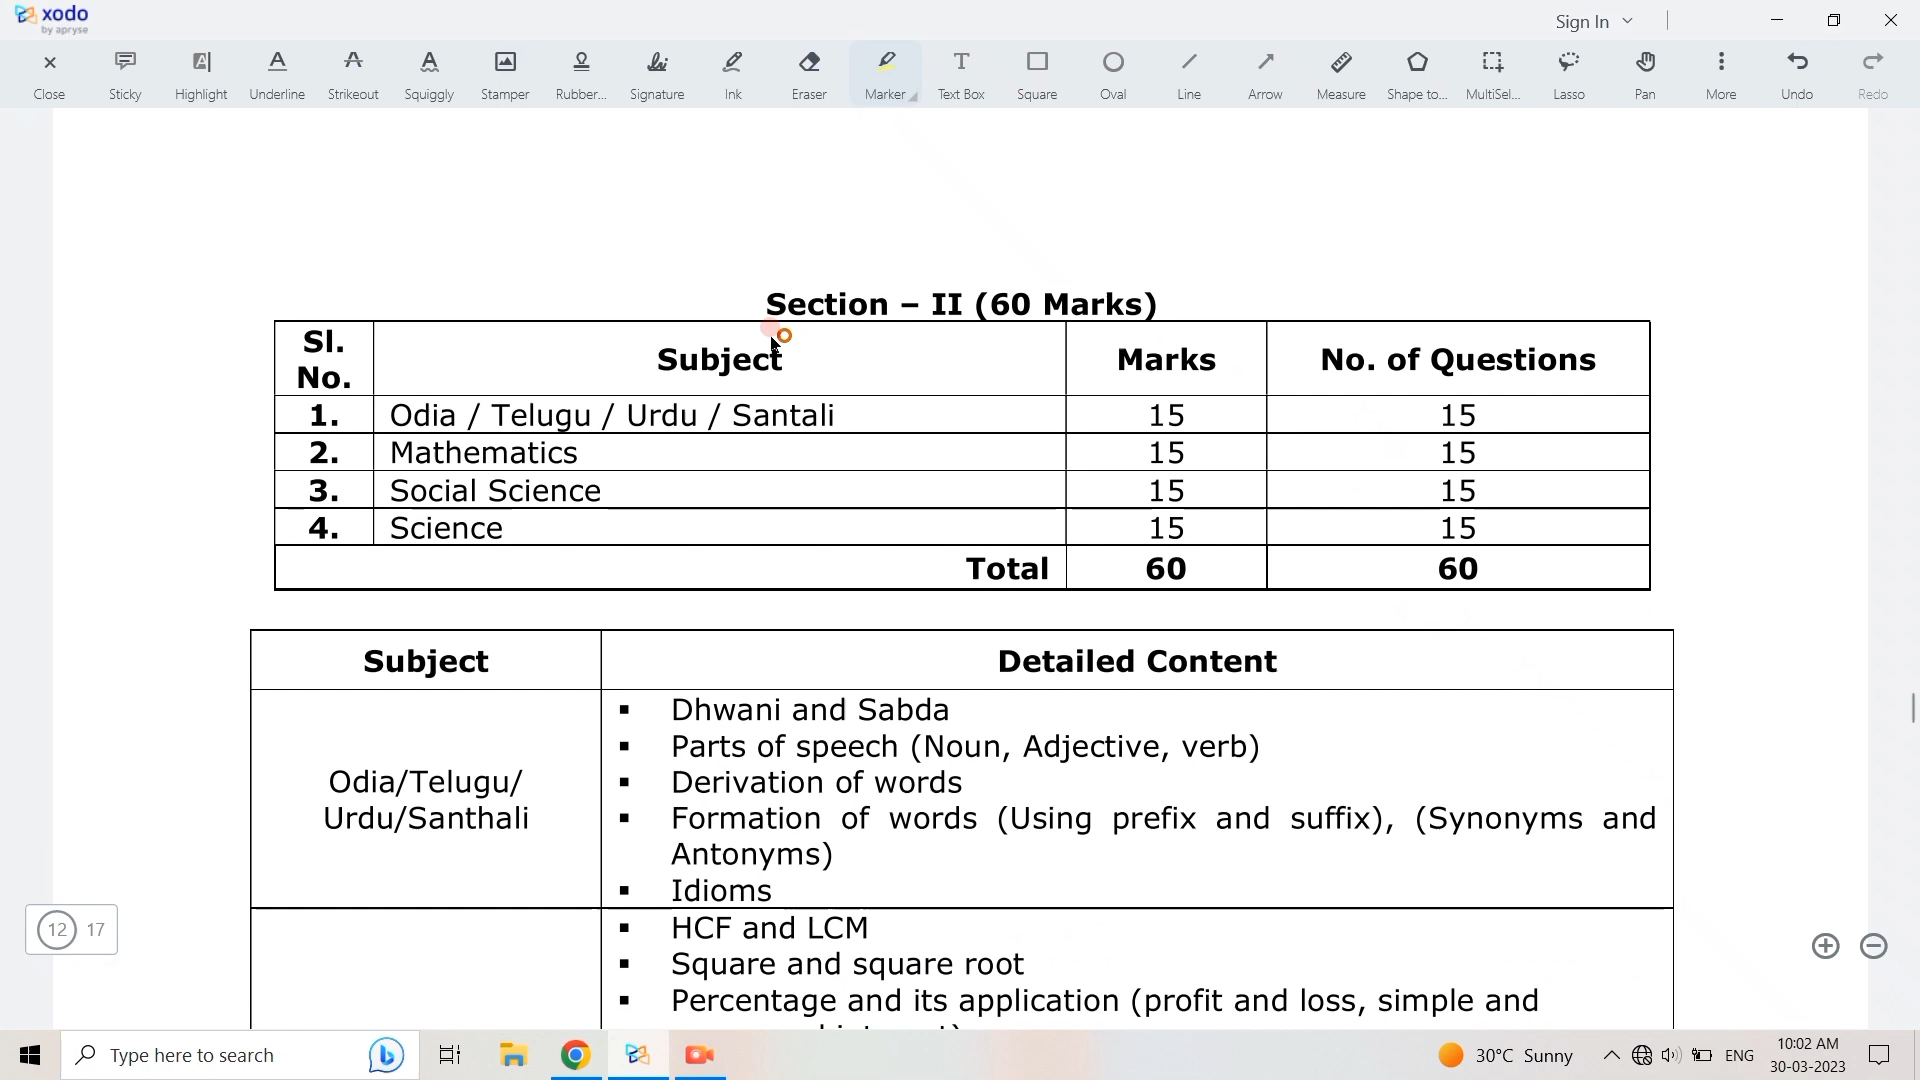 xodo
by apryse
Sign In
Close
Sticky
Highlight
Underline
Strikeout
Squiggly
Stamper
Rubber...
Signature
Ink
Eraser
Marker
Text Box
Square
Oval
Line
Arrow
Measure
Shape to...
MultiSel...
Lasso
Pan
More
Undo
Redo
Section – II (60 Marks)
Sl. No. Subject Marks No. of Questions
1. Odia / Telugu / Urdu / Santali 15 15
2. Mathematics 15 15
3. Social Science 15 15
4. Science 15 15
Total 60 60
Subject Detailed Content
Odia/Telugu/
Urdu/Santhali
▪ Dhwani and Sabda
▪ Parts of speech (Noun, Adjective, verb)
▪ Derivation of words
▪ Formation of words (Using prefix and suffix), (Synonyms and
Antonyms)
▪ Idioms
▪ HCF and LCM
▪ Square and square root
▪ Percentage and its application (profit and loss, simple and
12 17
Type here to search
30°C Sunny
ENG
10:02 AM
30-03-2023